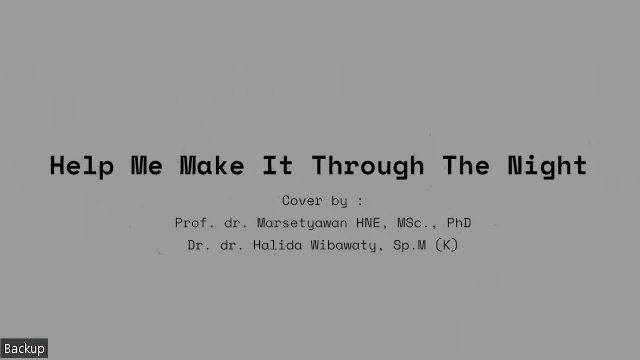 Help Me Make It Through The Night
Cover by :
Prof. dr. Marsetyawan HNE, MSc., PhD
Dr. dr. Halida Wibawaty, Sp.M (K)
Backup